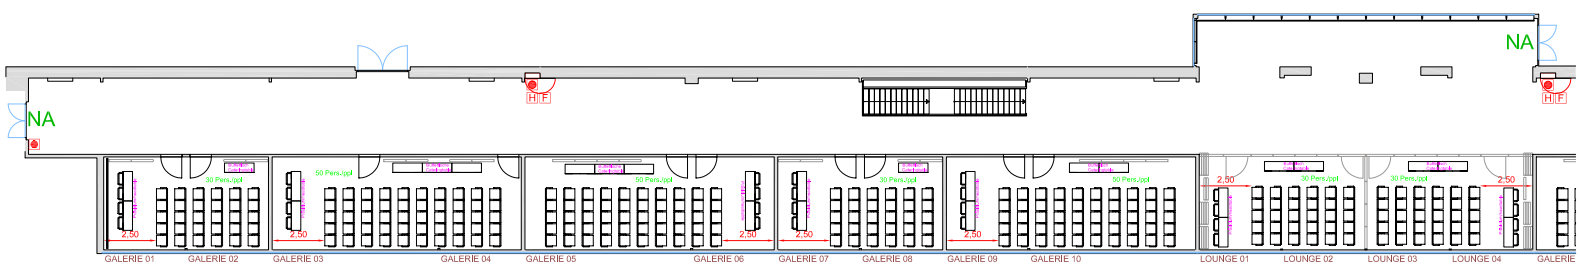 NA
NA
H F
H F
30 Pers./ppl
50 Pers./ppl
50 Pers./ppl
30 Pers./ppl
50 Pers./ppl
30 Pers./ppl
30 Pers./ppl
2,50
2,50
2,50
2,50
2,50
2,50
2,50
GALERIE 01
GALERIE 02
GALERIE 03
GALERIE 04
GALERIE 05
GALERIE 06
GALERIE 07
GALERIE 08
GALERIE 09
GALERIE 10
LOUNGE 01
LOUNGE 02
LOUNGE 03
LOUNGE 04
GALERIE